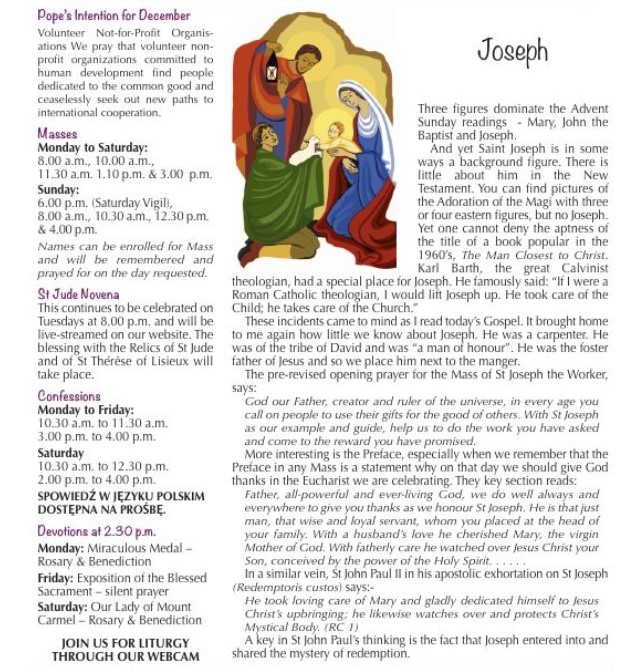 Pope's Intention for December
Volunteer Not-for-Profit Organis-
ations We pray that volunteer non-
profit organizations committed to
human development find people
dedicated to the common good and
ceaselessly seek out new paths to
international cooperation.
Masses
Monday to Saturday:
8.00 a.m., 10.00 a.m.,
11.30 a.m. 1.10 p.m. & 3.00 p.m.
Sunday:
6.00 p.m. (Saturday Vigil),
8.00 a.m., 10.30 a.m., 12.30 p.m.
& 4.00 p.m.
Names can be enrolled for Mass
and will be remembered and
prayed for on the day requested.
St Jude Novena
This continues to be celebrated on
Tuesdays at 8.00 p.m. and will be
live-streamed on our website. The
blessing with the Relics of St Jude
and of St Thérèse of Lisieux will
take place.
Confessions
Monday to Friday:
10.30 a.m. to 11.30 a.m.
3.00 p.m. to 4.00 p.m.
Saturday
10.30 a.m. to 12.30 p.m.
2.00 p.m. to 4.00 p.m.
SPOWIEDŹ W JĘZYKU POLSKIM
DOSTĘPNA NA PROŚBĘ.
Devotions at 2.30 p.m.
Monday: Miraculous Medal –
Rosary & Benediction
Friday: Exposition of the Blessed
Sacrament – silent prayer
Saturday: Our Lady of Mount
Carmel – Rosary & Benediction
JOIN US FOR LITURGY
THROUGH OUR WEBCAM
Joseph
Three figures dominate the Advent
Sunday readings - Mary, John the
Baptist and Joseph.
And yet Saint Joseph is in some
ways a background figure. There is
little about him in the New
Testament. You can find pictures of
the Adoration of the Magi with three
or four eastern figures, but no Joseph.
Yet one cannot deny the aptness of
the title of a book popular in the
1960's, The Man Closest to Christ.
Karl Barth, the great Calvinist
theologian, had a special place for Joseph. He famously said: "If I were a
Roman Catholic theologian, I would lift Joseph up. He took care of the
Child; he takes care of the Church."
These incidents came to mind as I read today's Gospel. It brought home
to me again how little we know about Joseph. He was a carpenter. He
was of the tribe of David and was "a man of honour". He was the foster
father of Jesus and so we place him next to the manger.
The pre-revised opening prayer for the Mass of St Joseph the Worker,
says:
God our Father, creator and ruler of the universe, in every age you
call on people to use their gifts for the good of others. With St Joseph
as our example and guide, help us to do the work you have asked
and come to the reward you have promised.
More interesting is the Preface, especially when we remember that the
Preface in any Mass is a statement why on that day we should give God
thanks in the Eucharist we are celebrating. They key section reads:
Father, all-powerful and ever-living God, we do well always and
everywhere to give you thanks as we honour St Joseph. He is that just
man, that wise and loyal servant, whom you placed at the head of
your family. With a husband's love he cherished Mary, the virgin
Mother of God. With fatherly care he watched over Jesus Christ your
Son, conceived by the power of the Holy Spirit. . . . . .
In a similar vein, St John Paul II in his apostolic exhortation on St Joseph
(Redemptoris custos) says:-
He took loving care of Mary and gladly dedicated himself to Jesus
Christ's upbringing; he likewise watches over and protects Christ's
Mystical Body. (RC 1)
A key in St John Paul's thinking is the fact that Joseph entered into and
shared the mystery of redemption.